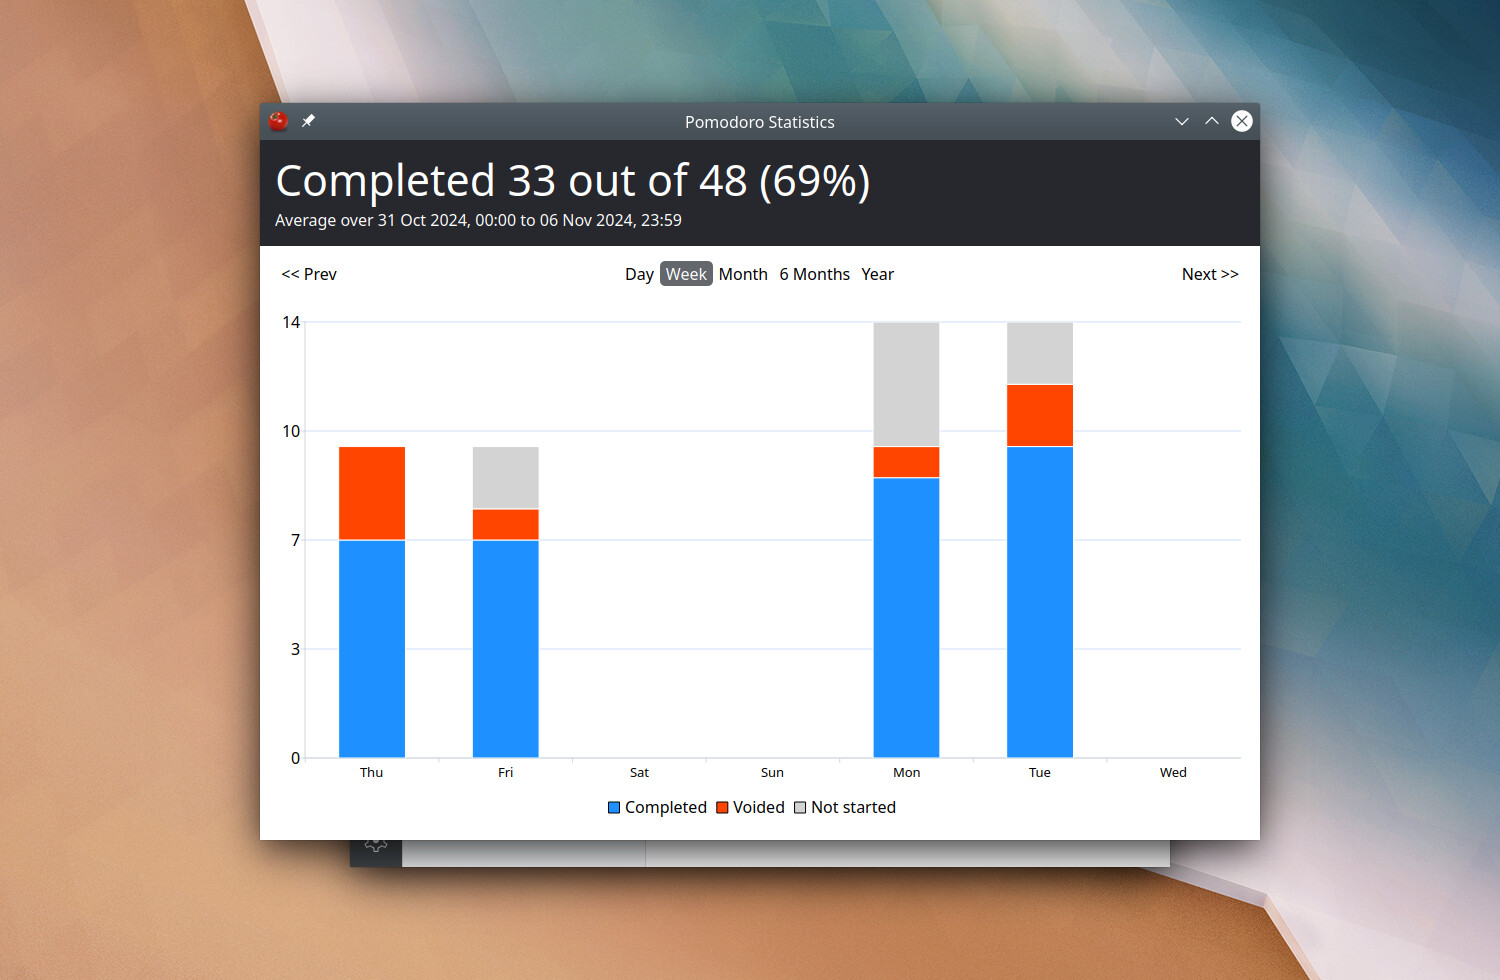 Pomodoro Statistics
Completed 33 out of 48 (69%)
Average over 31 Oct 2024, 00:00 to 06 Nov 2024, 23:59
<< Prev Day Week Month 6 Months Year Next >>
14
10
7
3
0
Thu Fri Sat Sun Mon Tue Wed
Completed Voided Not started